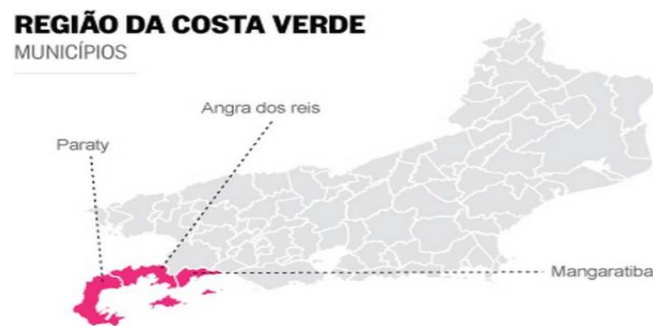 REGIÃO DA COSTA VERDE
MUNICÍPIOS
Angra dos reis
Paraty
Mangaratiba